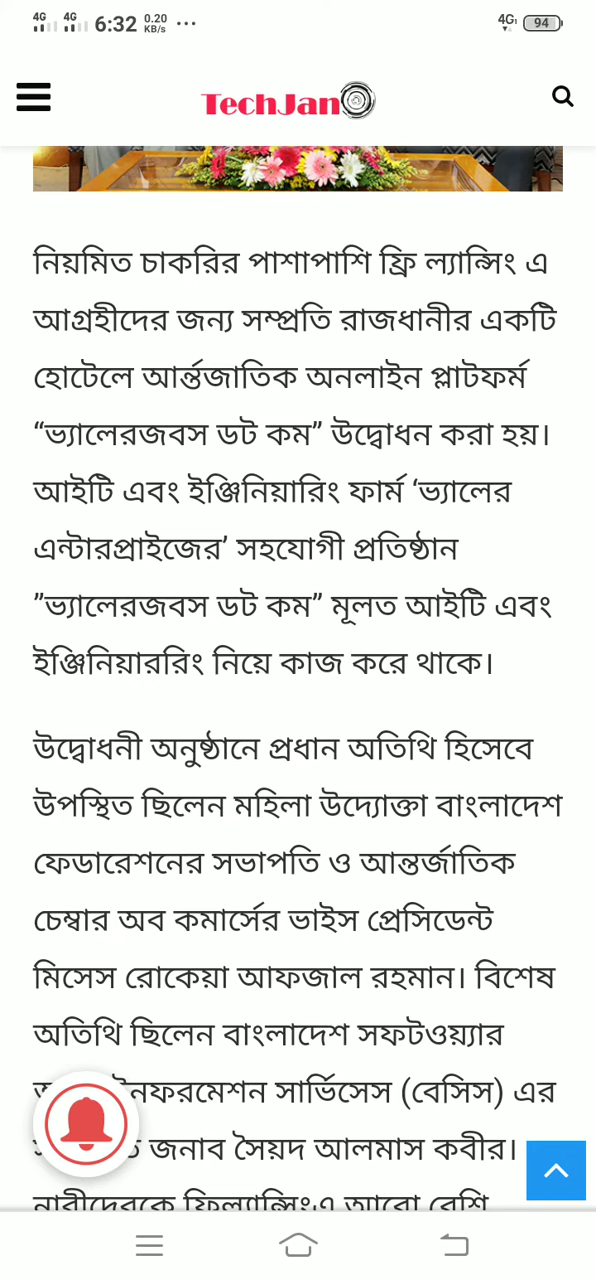 4G 4G 6:32 0.20 KB/s ... 4G 94
TechJano
নিয়মিত চাকরির পাশাপাশি ফ্রি ল্যান্সিং এ
আগ্রহীদের জন্য সম্প্রতি রাজধানীর একটি
হোটেলে আর্ন্তজাতিক অনলাইন প্লাটফর্ম
“ভ্যালেরজবস ডট কম” উদ্বোধন করা হয়।
আইটি এবং ইঞ্জিনিয়ারিং ফার্ম ‘ভ্যালের
এন্টারপ্রাইজের’ সহযোগী প্রতিষ্ঠান
”ভ্যালেরজবস ডট কম” মূলত আইটি এবং
ইঞ্জিনিয়াররিং নিয়ে কাজ করে থাকে।
উদ্বোধনী অনুষ্ঠানে প্রধান অতিথি হিসেবে
উপস্থিত ছিলেন মহিলা উদ্যোক্তা বাংলাদেশ
ফেডারেশনের সভাপতি ও আন্তর্জাতিক
চেম্বার অব কমার্সের ভাইস প্রেসিডেন্ট
মিসেস রোকেয়া আফজাল রহমান। বিশেষ
অতিথি ছিলেন বাংলাদেশ সফটওয়্যার
নফরমেশন সার্ভিসেস (বেসিস) এর
জনাব সৈয়দ আলমাস কবীর।
নারীদেরকে ফ্রিল্যান্সিংএ আরো বেশি